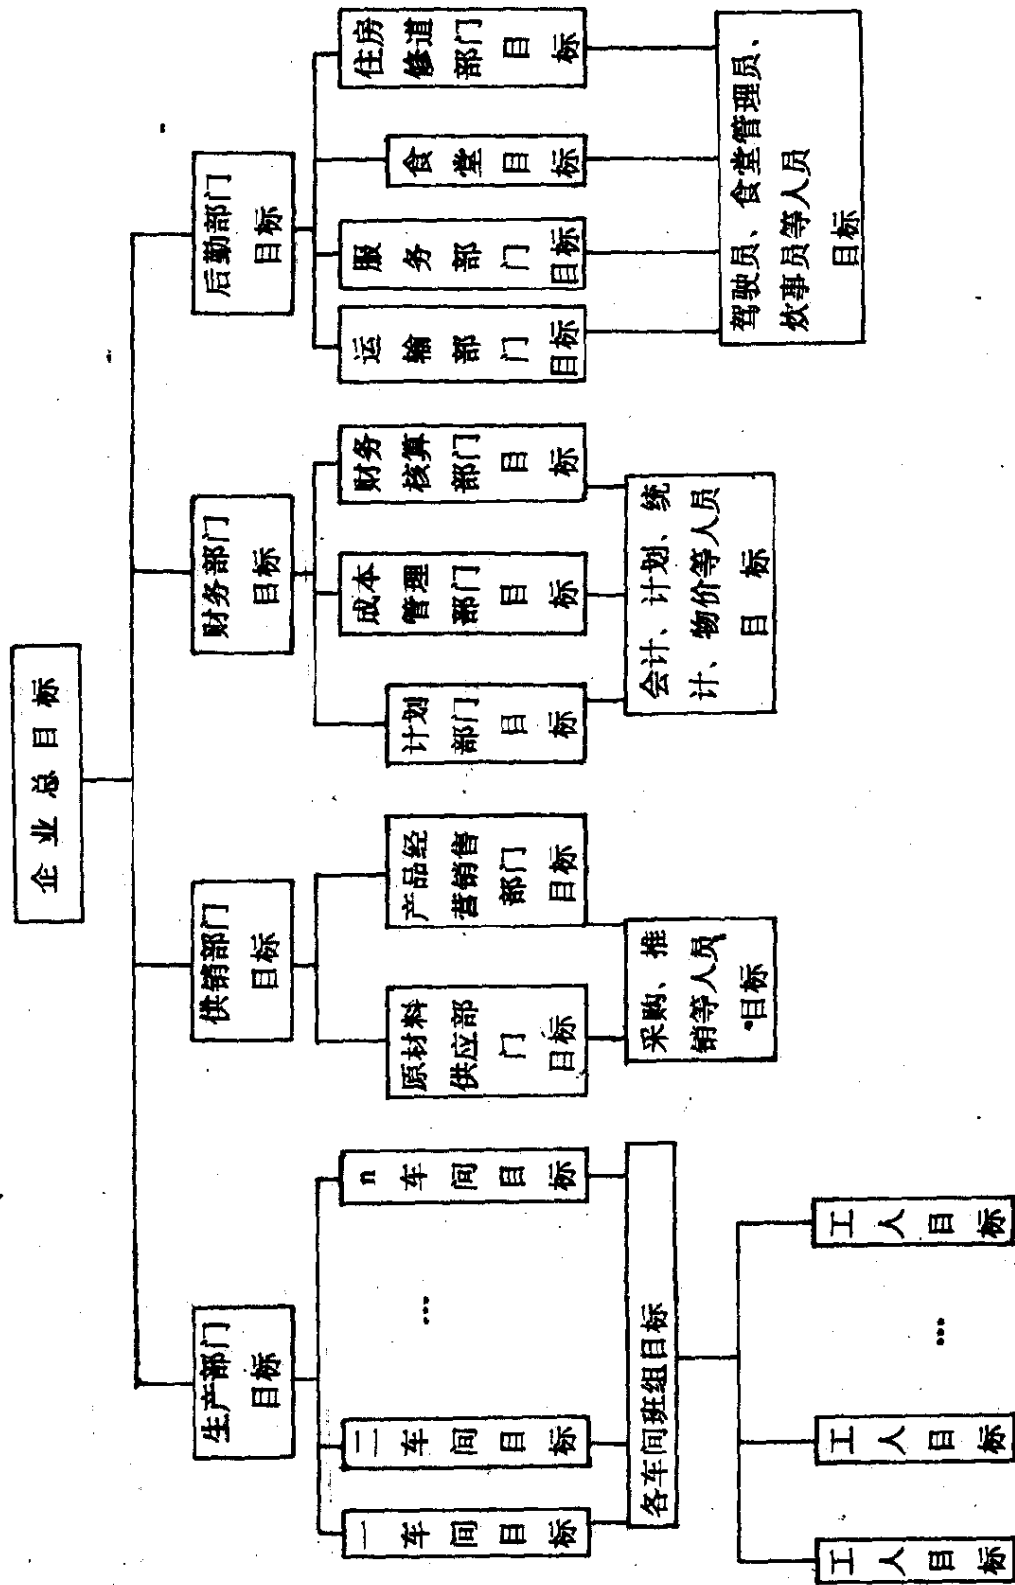 企业总目标
生产部门
目标
供销部门
目标
财务部门
目标
后勤部门
目标
一车间目标
二车间目标
…
n车间目标
原材料
供应部
门
目标
产品经
营销售
部门
目标
计划
部门
目
标
成本
管理
部门
目
标
财务
核算
部门
目
标
运
输
部
门
目标
服
务
部
门
目标
食
堂
目
标
住房
修道
部门
目
标
各车间班组目标
采购、推
销等人员
目标
会计、计划、统
计、物价等人员
目标
驾驶员、食堂管理员、
炊事员等人员
目标
工人目标
工人目标
…
工人目标